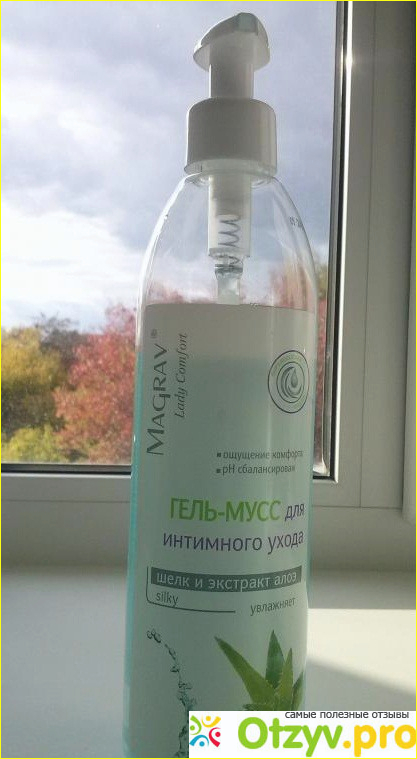 MAGRAV®
Lady Comfort
ощущение комфорта
pH сбалансирован
ГЕЛЬ-МУСС для
интимного ухода
шелк и экстракт алоэ
silky
увлажняет
самые полезные отзывы
Otzyv.pro